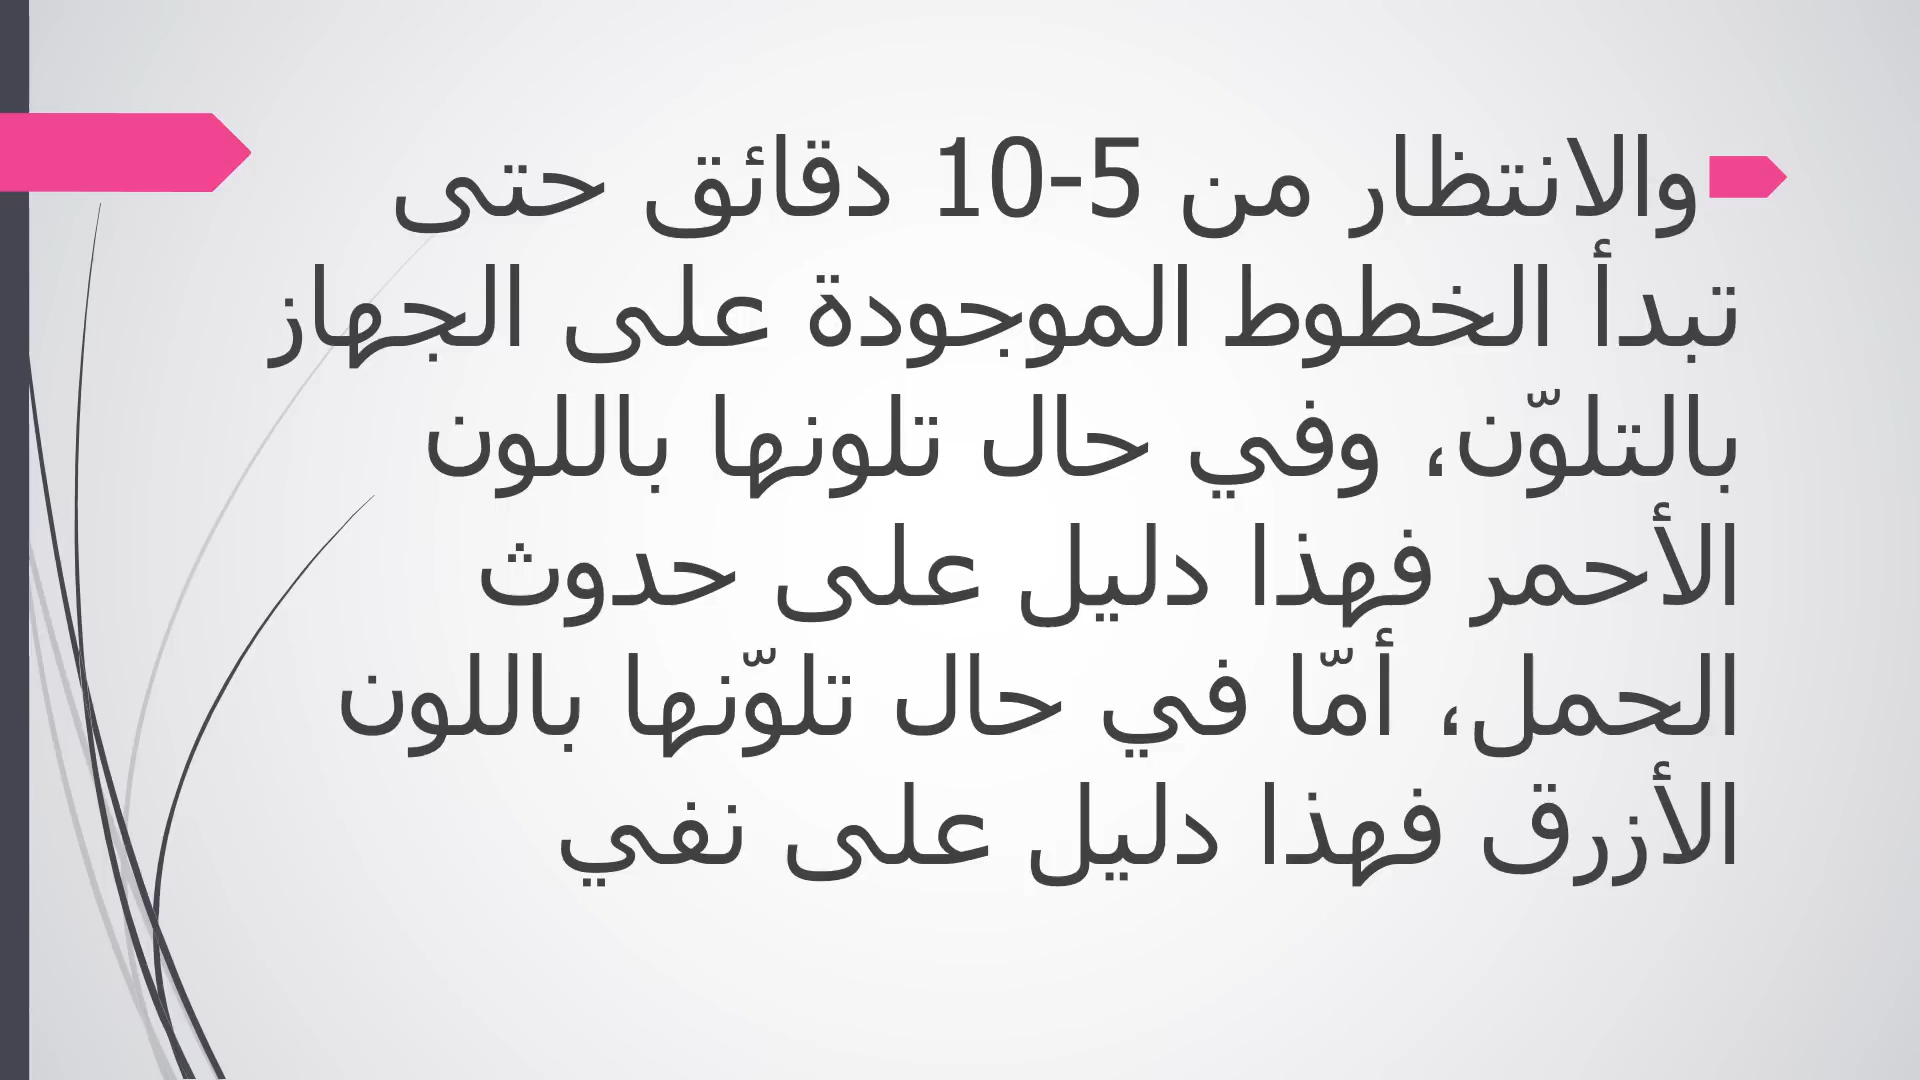 والانتظار من 5-10 دقائق حتى
تبدأ الخطوط الموجودة على الجهاز
بالتلوّن، وفي حال تلونها باللون
الأحمر فهذا دليل على حدوث
الحمل، أمّا في حال تلوّنها باللون
الأزرق فهذا دليل على نفي